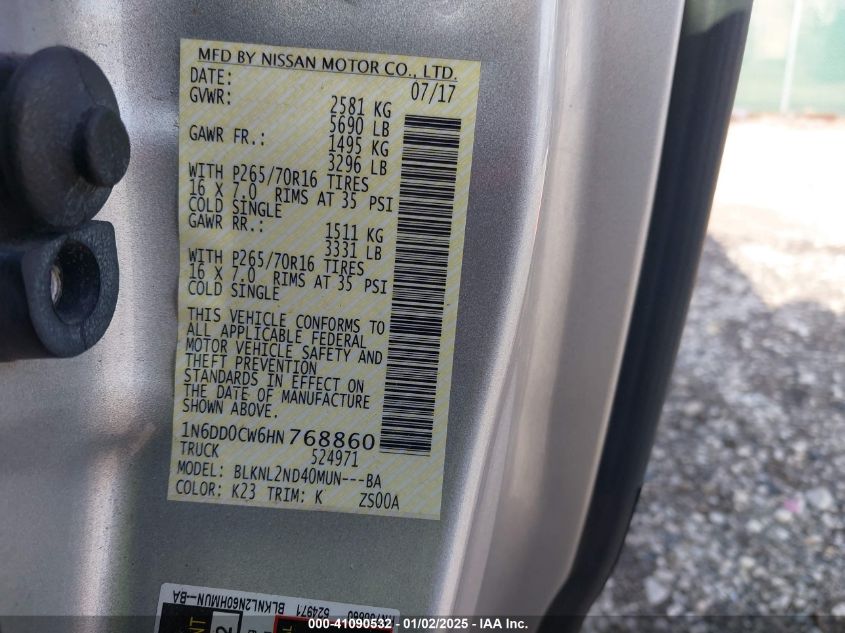 MFD BY NISSAN MOTOR CO., LTD.
DATE: 07/17
GVWR: 2581 KG
5690 LB
GAWR FR.: 1495 KG
3296 LB
WITH P265/70R16 TIRES
16 X 7.0 RIMS AT 35 PSI
COLD SINGLE
GAWR RR.: 1511 KG
3331 LB
WITH P265/70R16 TIRES
16 X 7.0 RIMS AT 35 PSI
COLD SINGLE
THIS VEHICLE CONFORMS TO
ALL APPLICABLE FEDERAL
MOTOR VEHICLE SAFETY AND
THEFT PREVENTION
STANDARDS IN EFFECT ON
THE DATE OF MANUFACTURE
SHOWN ABOVE.
1N6DD0CW6HN768860
TRUCK 524971
MODEL: BLKNL2ND40MUN---BA
COLOR: K23 TRIM: K ZS00A
524971 BLKNL2N60HMUN--BA
000-41090532 - 01/02/2025 - IAA Inc.